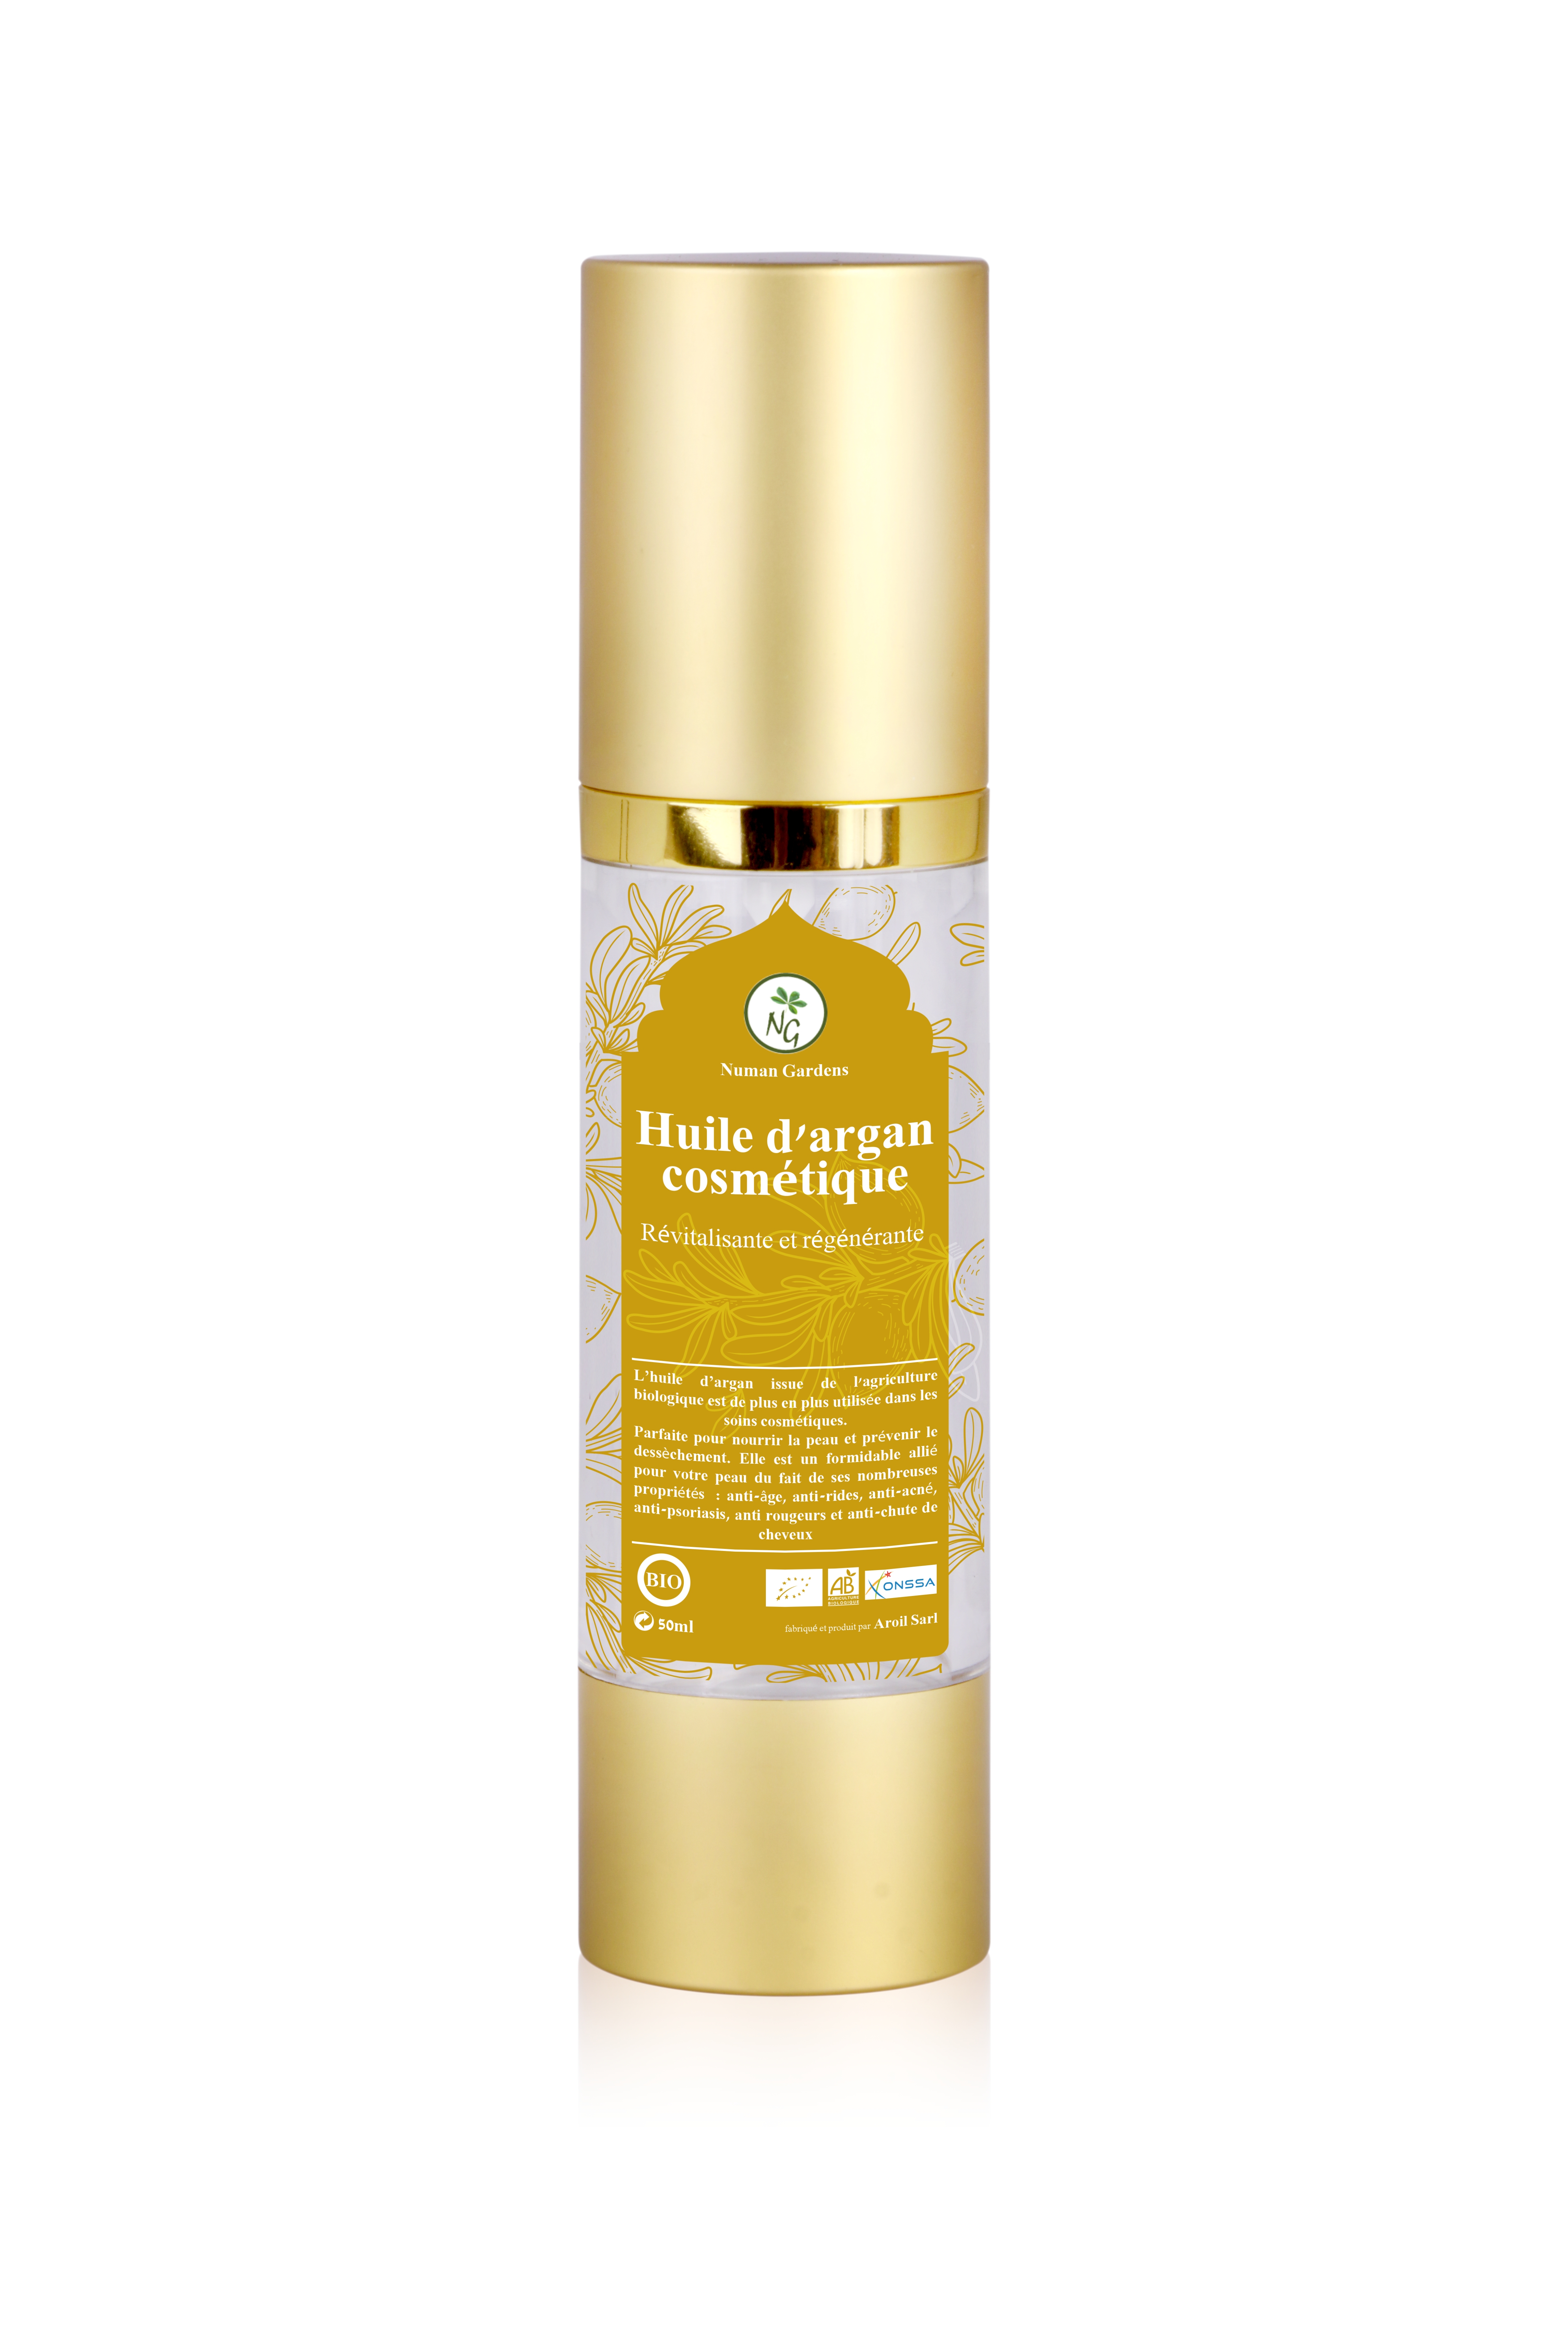 NG
Numan Gardens
Huile d'argan
cosmétique
Révitalisante et régénérante
L'huile d'argan issue de l'agriculture
biologique est de plus en plus utilisée dans les
soins cosmétiques.
Parfaite pour nourrir la peau et prévenir le
dessèchement. Elle est un formidable allié
pour votre peau du fait de ses nombreuses
propriétés : anti-âge, anti-rides, anti-acné,
anti-psoriasis, anti rougeurs et anti-chute de
cheveux
BIO
AB
AGRICULTURE
BIOLOGIQUE
ONSSA
50ml
fabriqué et produit par Aroil Sarl